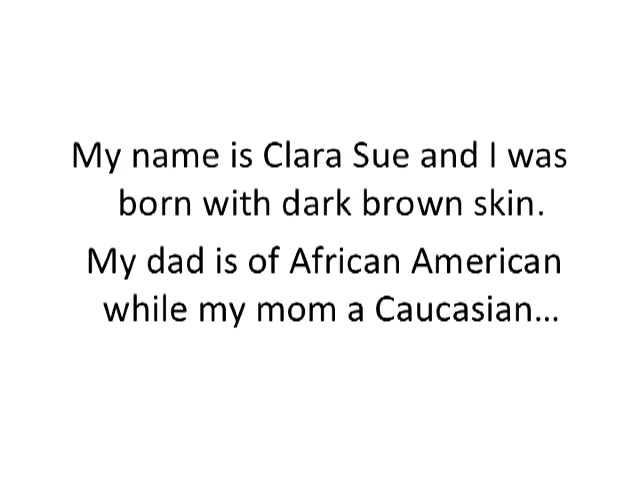 My name is Clara Sue and I was
born with dark brown skin.
My dad is of African American
while my mom a Caucasian...